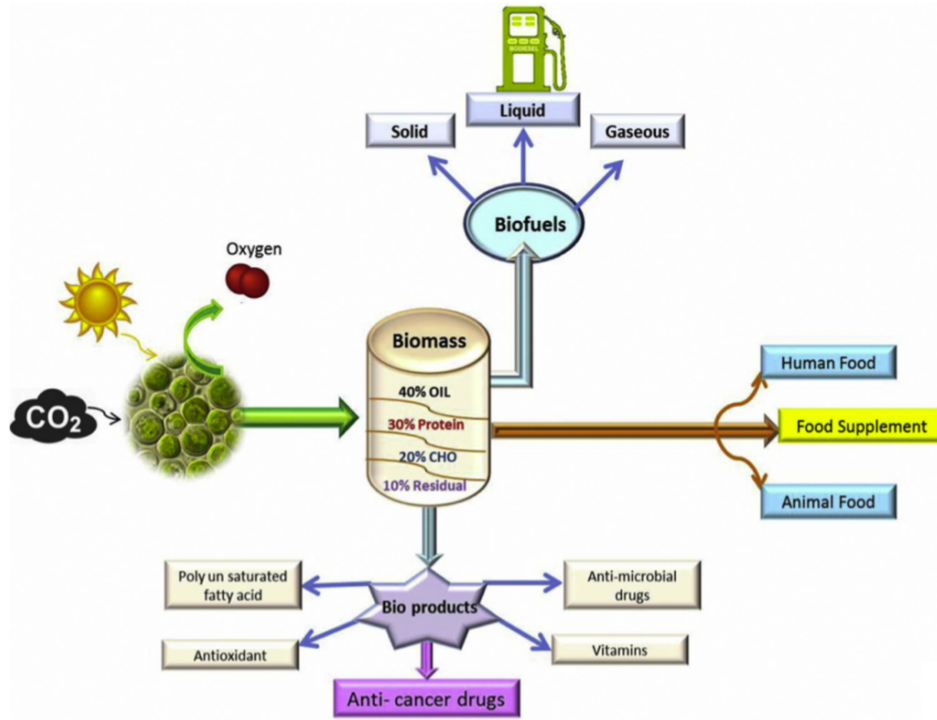 BIODIESEL
Liquid
Solid
Gaseous
Biofuels
Oxygen
Biomass
40% OIL
30% Protein
20% CHO
10% Residual
CO2
Human Food
Food Supplement
Animal Food
Poly un saturated
fatty acid
Anti-microbial
drugs
Bio products
Antioxidant
Vitamins
Anti- cancer drugs